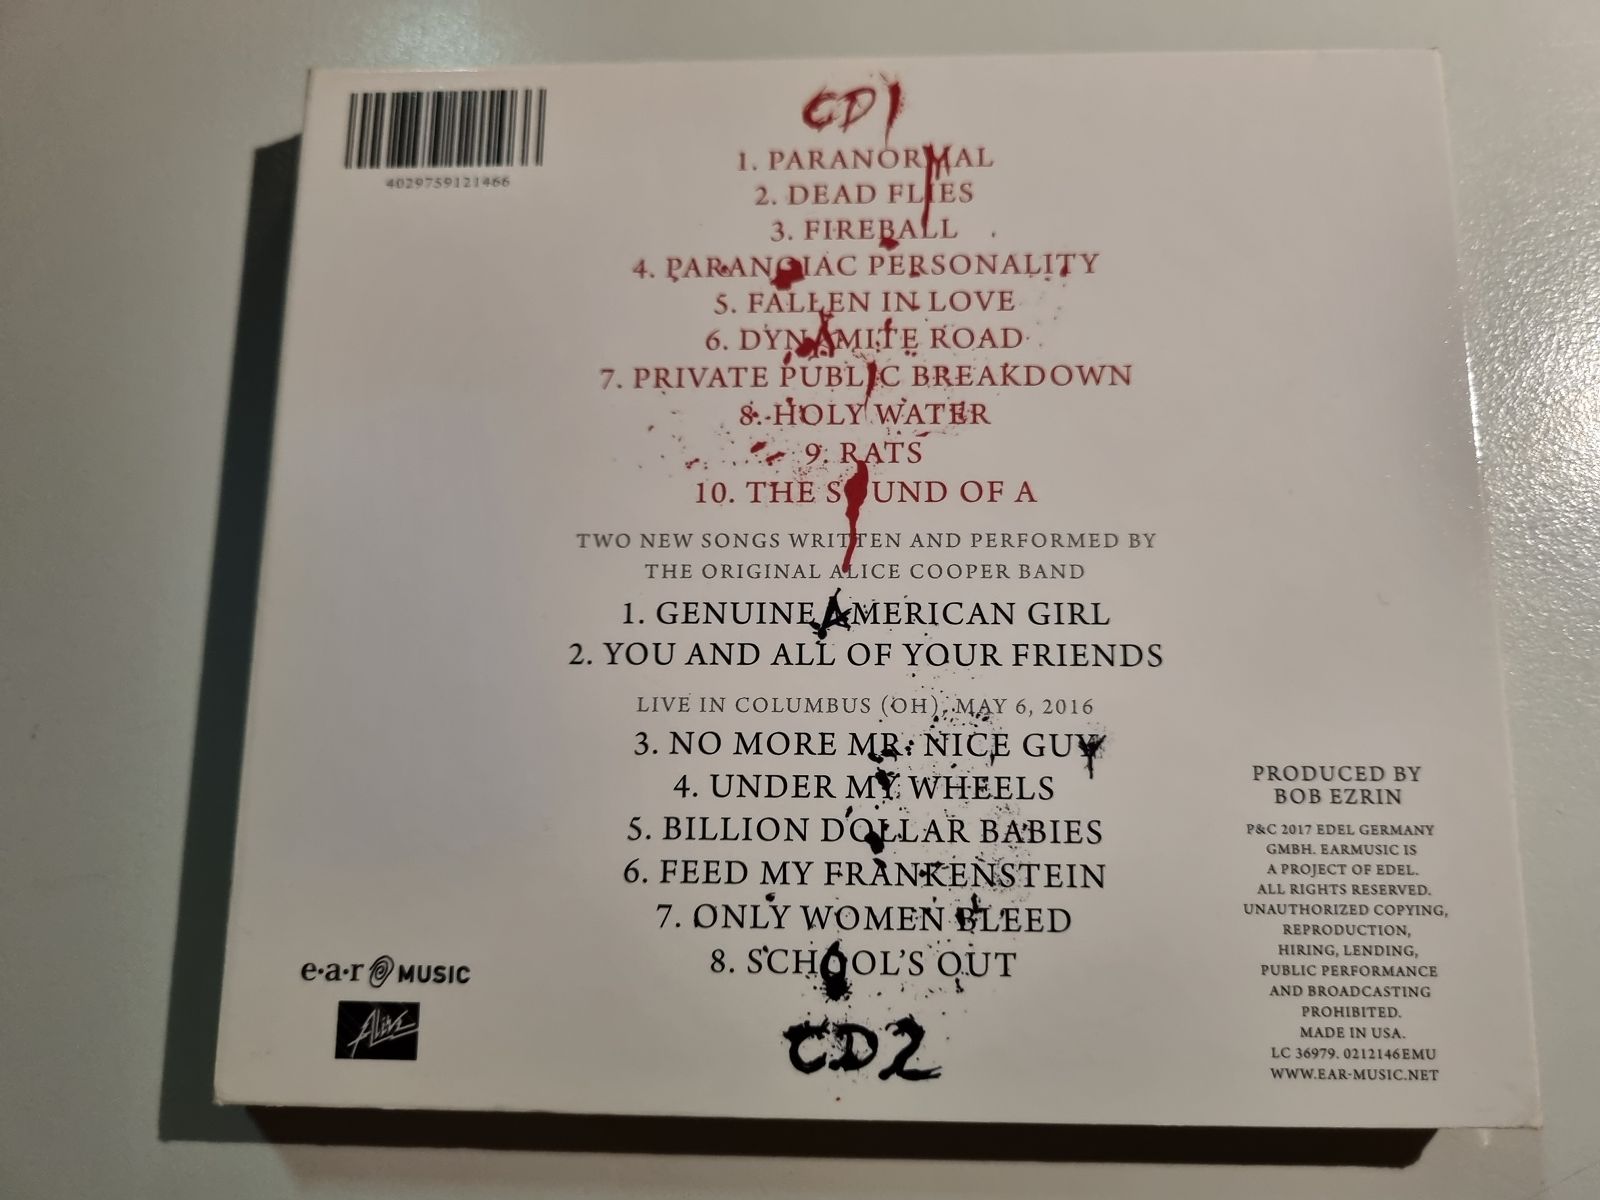 4029759121466
CD1
1. PARANORMAL
2. DEAD FLIES
3. FIREBALL
4. PARANOIAC PERSONALITY
5. FALLEN IN LOVE
6. DYNAMITE ROAD
7. PRIVATE PUBLIC BREAKDOWN
8. HOLY WATER
9. RATS
10. THE SOUND OF A
TWO NEW SONGS WRITTEN AND PERFORMED BY
THE ORIGINAL ALICE COOPER BAND
1. GENUINE AMERICAN GIRL
2. YOU AND ALL OF YOUR FRIENDS
LIVE IN COLUMBUS (OH), MAY 6, 2016
3. NO MORE MR. NICE GUY
4. UNDER MY WHEELS
5. BILLION DOLLAR BABIES
6. FEED MY FRANKENSTEIN
7. ONLY WOMEN BLEED
8. SCHOOL'S OUT
CD2
e·a·r MUSIC
Alive
PRODUCED BY
BOB EZRIN
P&C 2017 EDEL GERMANY
GMBH. EARMUSIC IS
A PROJECT OF EDEL.
ALL RIGHTS RESERVED.
UNAUTHORIZED COPYING,
REPRODUCTION,
HIRING, LENDING,
PUBLIC PERFORMANCE
AND BROADCASTING
PROHIBITED.
MADE IN USA.
LC 36979. 0212146EMU
WWW.EAR-MUSIC.NET